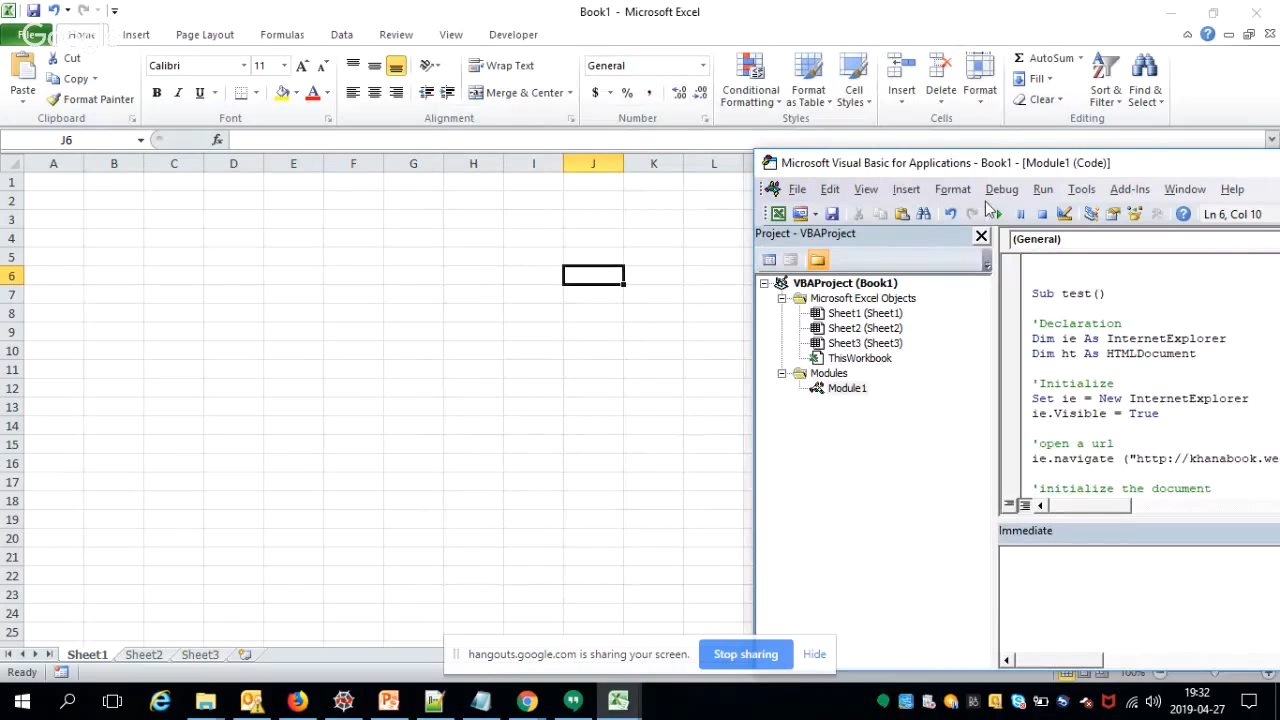 Book1 - Microsoft Excel
File Home Insert Page Layout Formulas Data Review View Developer
Google
Paste Cut Copy Format Painter Clipboard
Calibri 11 B I U Font
Wrap Text Merge & Center Alignment
General $ % , Number
Conditional Formatting Format as Table Cell Styles Styles
Insert Delete Format Cells
AutoSum Fill Clear Sort & Filter Find & Select Editing
J6 fx
A B C D E F G H I J K L
1
2
3
4
5
6
7
8
9
10
11
12
13
14
15
16
17
18
19
20
21
22
23
24
25
Microsoft Visual Basic for Applications - Book1 - [Module1 (Code)]
File Edit View Insert Format Debug Run Tools Add-Ins Window Help
Ln 6, Col 10
Project - VBAProject
VBAProject (Book1)
Microsoft Excel Objects
Sheet1 (Sheet1)
Sheet2 (Sheet2)
Sheet3 (Sheet3)
ThisWorkbook
Modules
Module1
(General)
Sub test()
'Declaration
Dim ie As InternetExplorer
Dim ht As HTMLDocument
'Initialize
Set ie = New InternetExplorer
ie.Visible = True
'open a url
ie.navigate ("http://khanabook.we
'initialize the document
Immediate
Sheet1 Sheet2 Sheet3
hangouts.google.com is sharing your screen. Stop sharing Hide
Ready
100%
19:32
2019-04-27